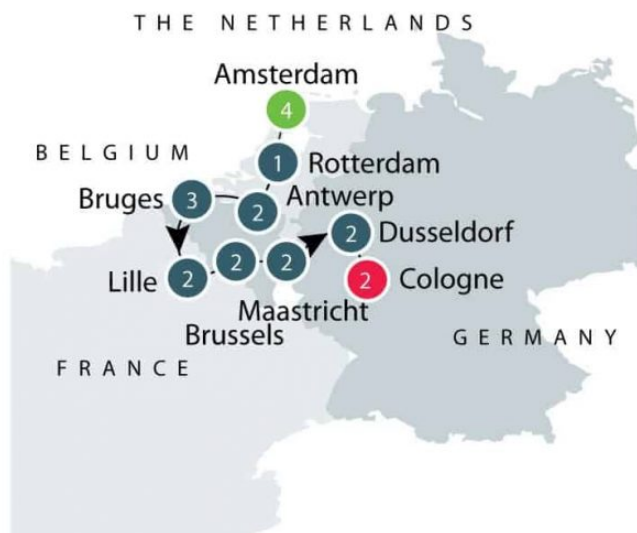 THE NETHERLANDS
Amsterdam
4
BELGIUM
1 Rotterdam
Bruges 3
2 Antwerp
2 Dusseldorf
Lille 2
2
2
2 Cologne
Maastricht
Brussels
GERMANY
FRANCE